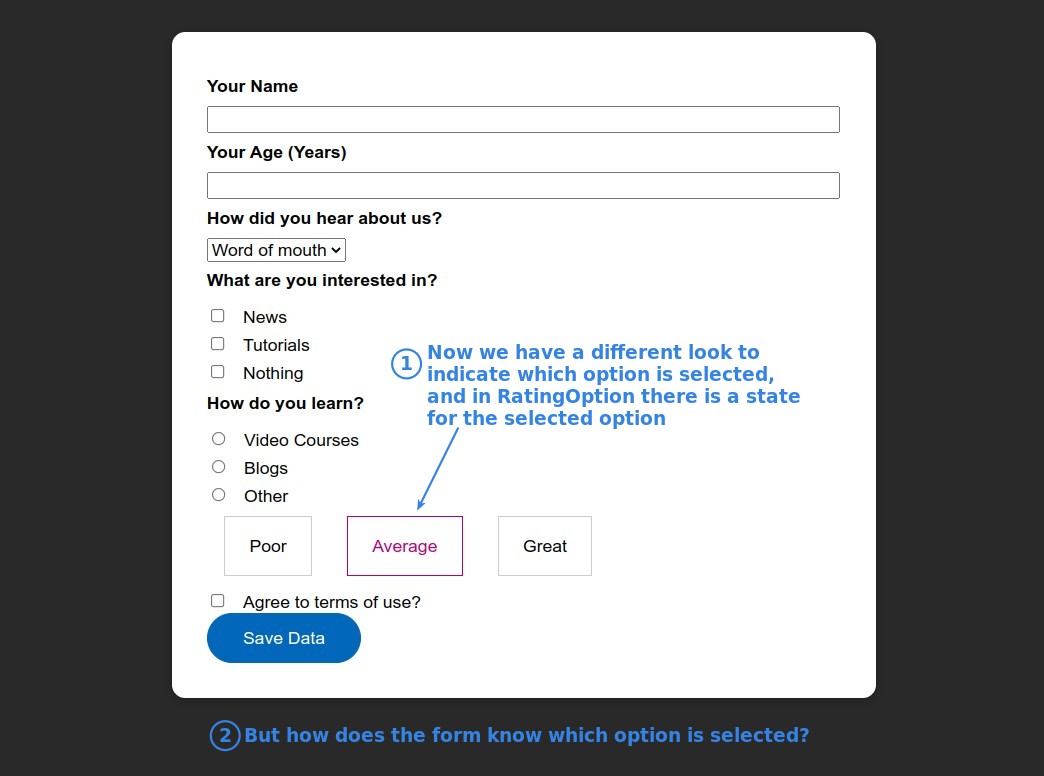 Your Name
Your Age (Years)
How did you hear about us?
Word of mouth
What are you interested in?
News
Tutorials
Nothing
1
Now we have a different look to
indicate which option is selected,
and in RatingOption there is a state
for the selected option
How do you learn?
Video Courses
Blogs
Other
Poor Average Great
Agree to terms of use?
Save Data
2 But how does the form know which option is selected?